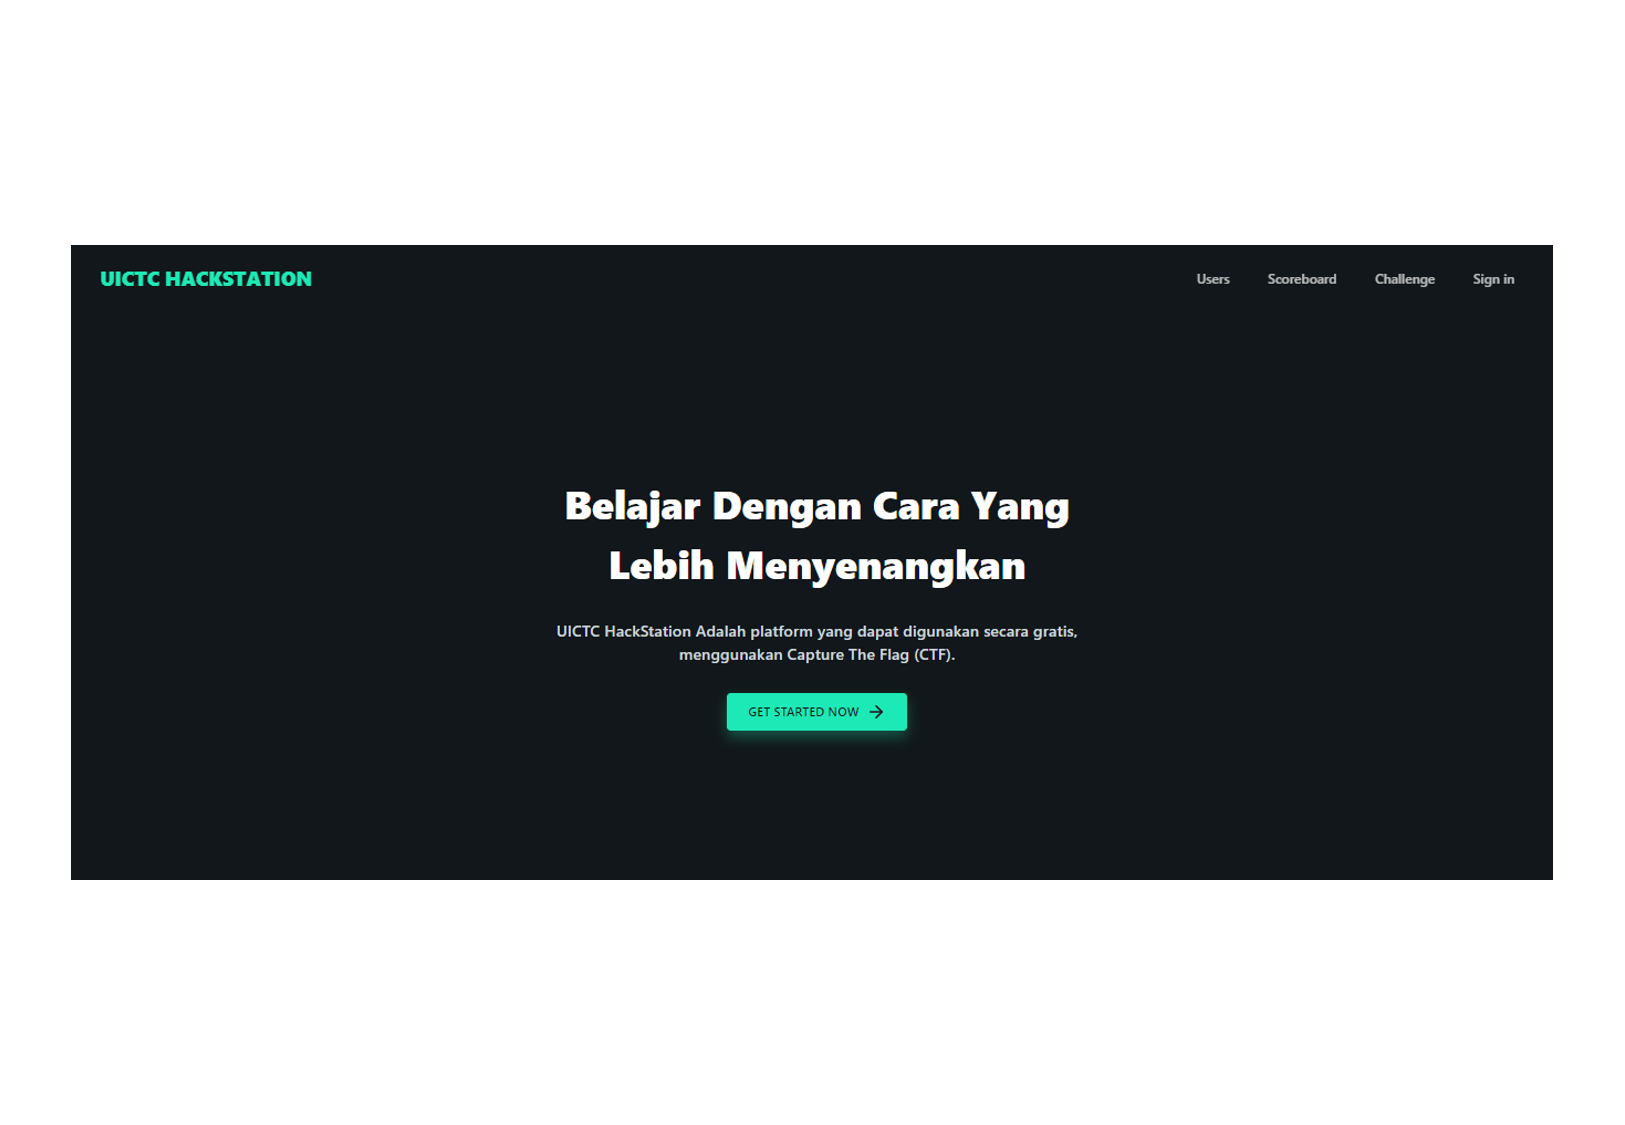 UICTC HACKSTATION
Users Scoreboard Challenge Sign in
Belajar Dengan Cara Yang
Lebih Menyenangkan
UICTC HackStation Adalah platform yang dapat digunakan secara gratis,
menggunakan Capture The Flag (CTF).
GET STARTED NOW